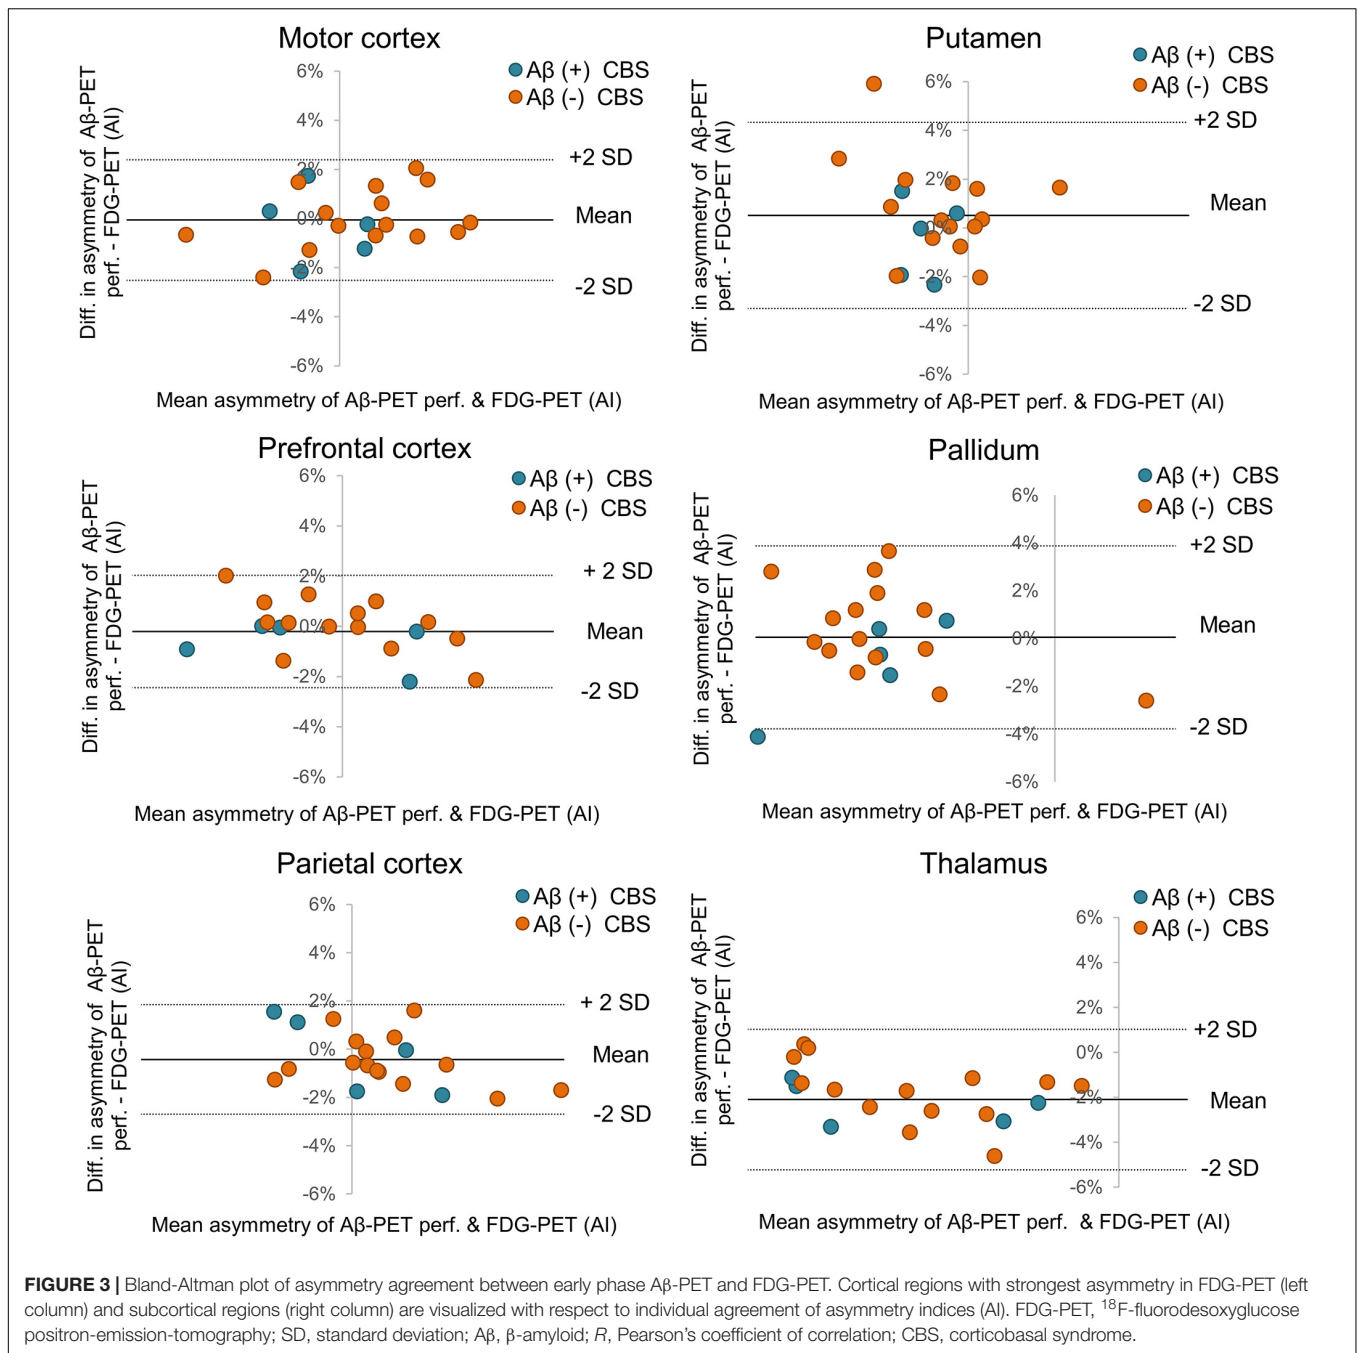 Motor cortex
Aβ (+) CBS
Aβ (-) CBS
Diff. in asymmetry of Aβ-PET
perf. - FDG-PET (AI)
6%
4%
2%
0%
-2%
-4%
-6%
+2 SD
Mean
-2 SD
Mean asymmetry of Aβ-PET perf. & FDG-PET (AI)
Putamen
Aβ (+) CBS
Aβ (-) CBS
Diff. in asymmetry of Aβ-PET
perf. - FDG-PET (AI)
6%
4%
2%
0%
-2%
-4%
-6%
+2 SD
Mean
-2 SD
Mean asymmetry of Aβ-PET perf. & FDG-PET (AI)
Prefrontal cortex
Aβ (+) CBS
Aβ (-) CBS
Diff. in asymmetry of Aβ-PET
perf. - FDG-PET (AI)
6%
4%
2%
0%
-2%
-4%
-6%
+ 2 SD
Mean
-2 SD
Mean asymmetry of Aβ-PET perf. & FDG-PET (AI)
Pallidum
Aβ (+) CBS
Aβ (-) CBS
Diff. in asymmetry of Aβ-PET
perf. - FDG-PET (AI)
6%
4%
2%
0%
-2%
-4%
-6%
+2 SD
Mean
-2 SD
Mean asymmetry of Aβ-PET perf. & FDG-PET (AI)
Parietal cortex
Aβ (+) CBS
Aβ (-) CBS
Diff. in asymmetry of Aβ-PET
perf. - FDG-PET (AI)
6%
4%
2%
0%
-2%
-4%
-6%
+ 2 SD
Mean
-2 SD
Mean asymmetry of Aβ-PET perf. & FDG-PET (AI)
Thalamus
Aβ (+) CBS
Aβ (-) CBS
Diff. in asymmetry of Aβ-PET
perf. - FDG-PET (AI)
6%
4%
2%
0%
-2%
-4%
-6%
+2 SD
Mean
-2 SD
Mean asymmetry of Aβ-PET perf. & FDG-PET (AI)
FIGURE 3 | Bland-Altman plot of asymmetry agreement between early phase Aβ-PET and FDG-PET. Cortical regions with strongest asymmetry in FDG-PET (left
column) and subcortical regions (right column) are visualized with respect to individual agreement of asymmetry indices (AI). FDG-PET, ¹⁸F-fluorodesoxyglucose
positron-emission-tomography; SD, standard deviation; Aβ, β-amyloid; R, Pearson's coefficient of correlation; CBS, corticobasal syndrome.